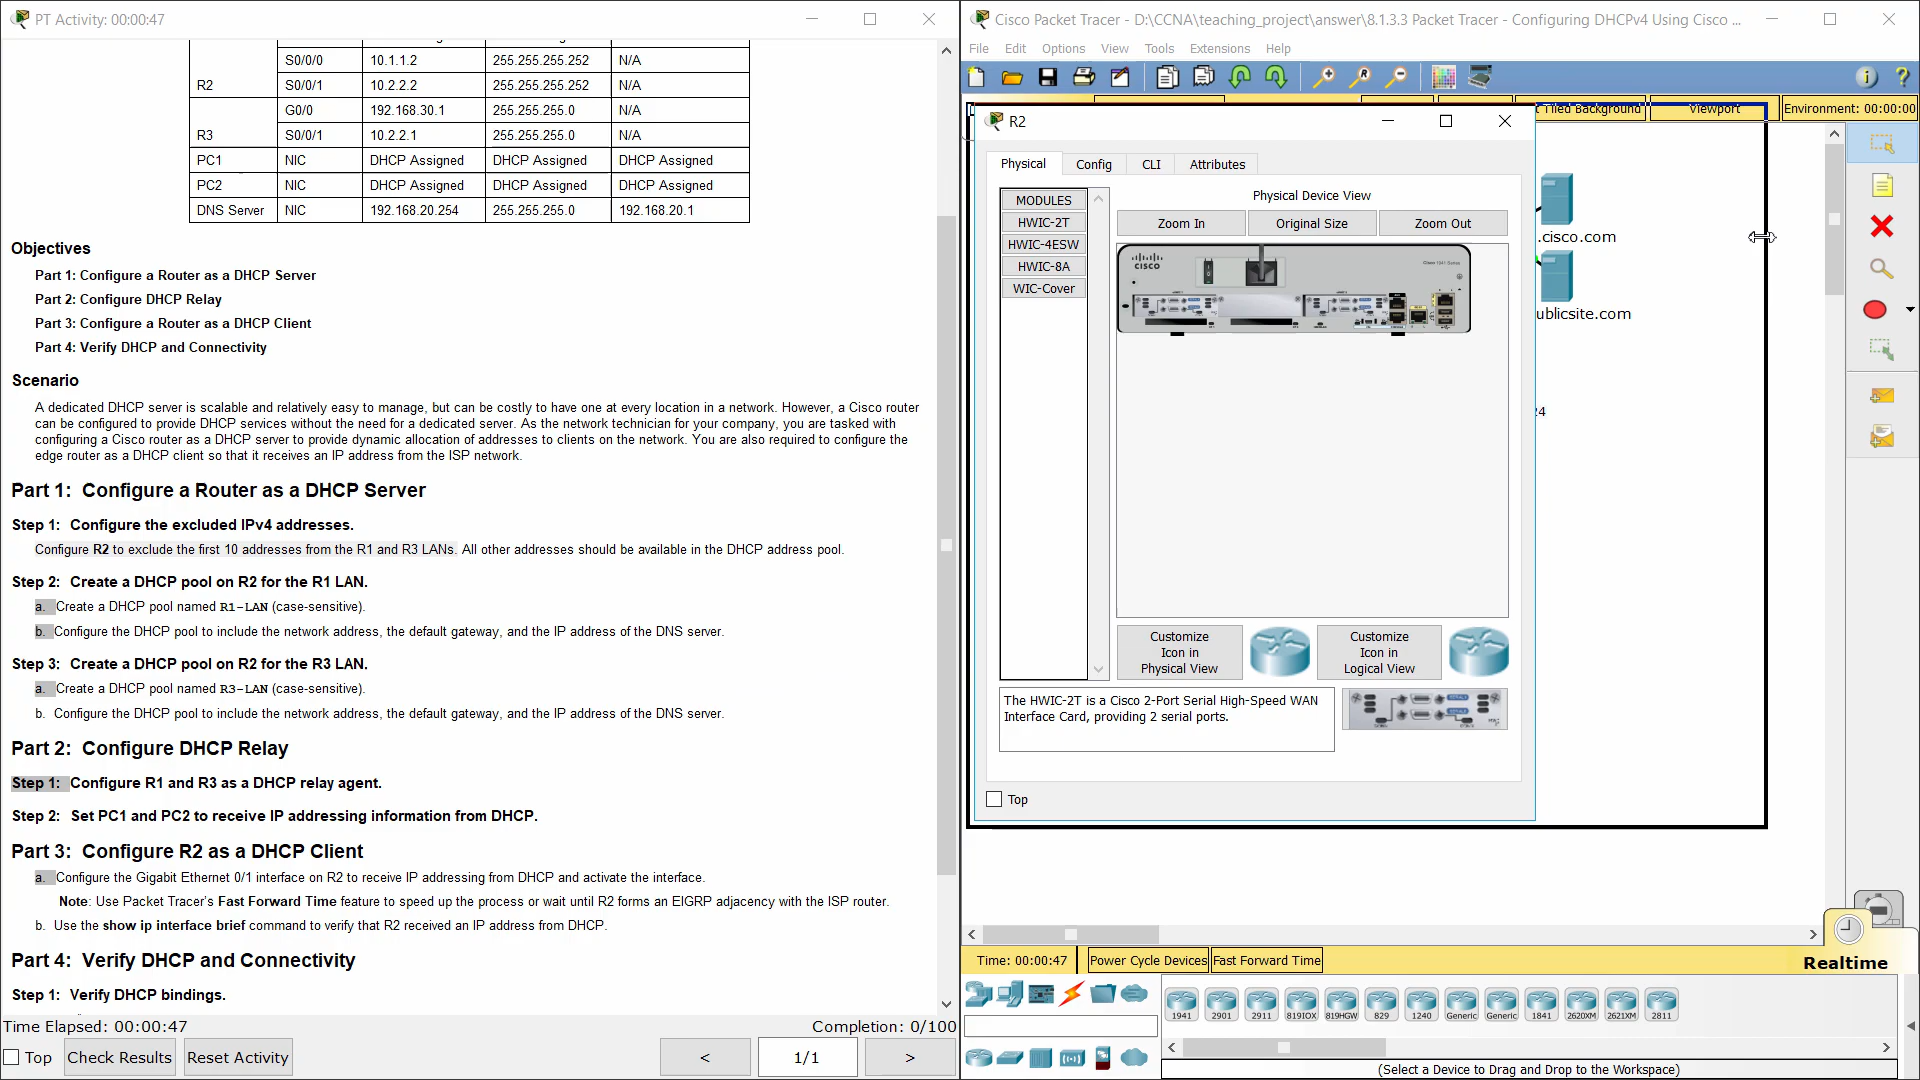 PT Activity: 00:00:47
S0/0/0 10.1.1.2 255.255.255.252 N/A
R2 S0/0/1 10.2.2.2 255.255.255.252 N/A
G0/0 192.168.30.1 255.255.255.0 N/A
R3 S0/0/1 10.2.2.1 255.255.255.0 N/A
PC1 NIC DHCP Assigned DHCP Assigned DHCP Assigned
PC2 NIC DHCP Assigned DHCP Assigned DHCP Assigned
DNS Server NIC 192.168.20.254 255.255.255.0 192.168.20.1
Objectives
Part 1: Configure a Router as a DHCP Server
Part 2: Configure DHCP Relay
Part 3: Configure a Router as a DHCP Client
Part 4: Verify DHCP and Connectivity
Scenario
A dedicated DHCP server is scalable and relatively easy to manage, but can be costly to have one at every location in a network. However, a Cisco router
can be configured to provide DHCP services without the need for a dedicated server. As the network technician for your company, you are tasked with
configuring a Cisco router as a DHCP server to provide dynamic allocation of addresses to clients on the network. You are also required to configure the
edge router as a DHCP client so that it receives an IP address from the ISP network.
Part 1: Configure a Router as a DHCP Server
Step 1: Configure the excluded IPv4 addresses.
Configure R2 to exclude the first 10 addresses from the R1 and R3 LANs. All other addresses should be available in the DHCP address pool.
Step 2: Create a DHCP pool on R2 for the R1 LAN.
a. Create a DHCP pool named R1-LAN (case-sensitive).
b. Configure the DHCP pool to include the network address, the default gateway, and the IP address of the DNS server.
Step 3: Create a DHCP pool on R2 for the R3 LAN.
a. Create a DHCP pool named R3-LAN (case-sensitive).
b. Configure the DHCP pool to include the network address, the default gateway, and the IP address of the DNS server.
Part 2: Configure DHCP Relay
Step 1: Configure R1 and R3 as a DHCP relay agent.
Step 2: Set PC1 and PC2 to receive IP addressing information from DHCP.
Part 3: Configure R2 as a DHCP Client
a. Configure the Gigabit Ethernet 0/1 interface on R2 to receive IP addressing from DHCP and activate the interface.
Note: Use Packet Tracer's Fast Forward Time feature to speed up the process or wait until R2 forms an EIGRP adjacency with the ISP router.
b. Use the show ip interface brief command to verify that R2 received an IP address from DHCP.
Part 4: Verify DHCP and Connectivity
Step 1: Verify DHCP bindings.
Time Elapsed: 00:00:47 Completion: 0/100
Top Check Results Reset Activity < 1/1 >
Cisco Packet Tracer - D:\CCNA\teaching_project\answer\8.1.3.3 Packet Tracer - Configuring DHCPv4 Using Cisco ...
File Edit Options View Tools Extensions Help
Tiled Background Viewport Environment: 00:00:00
R2
Physical Config CLI Attributes
MODULES
HWIC-2T
HWIC-4ESW
HWIC-8A
WIC-Cover
Physical Device View
Zoom In Original Size Zoom Out
CISCO
Customize
Icon in
Physical View
Customize
Icon in
Logical View
The HWIC-2T is a Cisco 2-Port Serial High-Speed WAN
Interface Card, providing 2 serial ports.
Top
.cisco.com
ublicsite.com
24
Time: 00:00:47 Power Cycle Devices Fast Forward Time
Realtime
1941 2901 2911 819IOX 819HGW 829 1240 Generic Generic 1841 2620XM 2621XM 2811
(Select a Device to Drag and Drop to the Workspace)